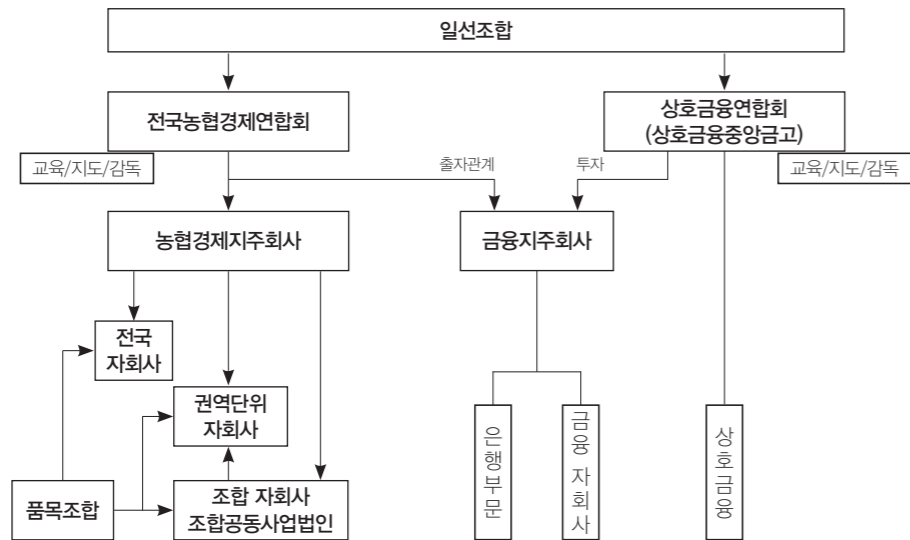 일선조합
전국농협경제연합회
상호금융연합회
(상호금융중앙금고)
교육/지도/감독
출자관계
투자
교육/지도/감독
농협경제지주회사
금융지주회사
전국
자회사
권역단위
자회사
은행부문
금융 자회사
상호금융
품목조합
조합 자회사
조합공동사업법인